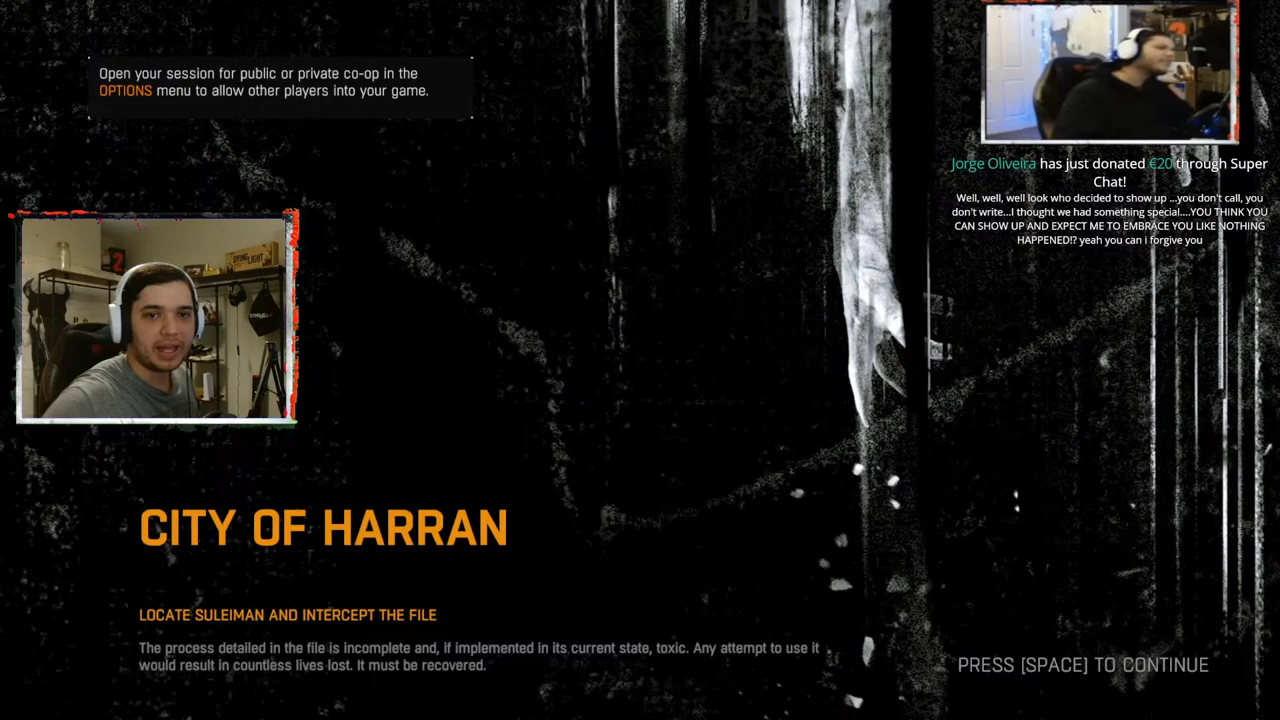 Open your session for public or private co-op in the
OPTIONS menu to allow other players into your game.
Jorge Oliveira has just donated €20 through Super
Chat!
Well, well, well look who decided to show up ...you don't call, you
don't write...I thought we had something special....YOU THINK YOU
CAN SHOW UP AND EXPECT ME TO EMBRACE YOU LIKE NOTHING
HAPPENED!? yeah you can i forgive you
DYING LIGHT
2
CITY OF HARRAN
LOCATE SULEIMAN AND INTERCEPT THE FILE
The process detailed in the file is incomplete and, if implemented in its current state, toxic. Any attempt to use it
would result in countless lives lost. It must be recovered.
PRESS [SPACE] TO CONTINUE